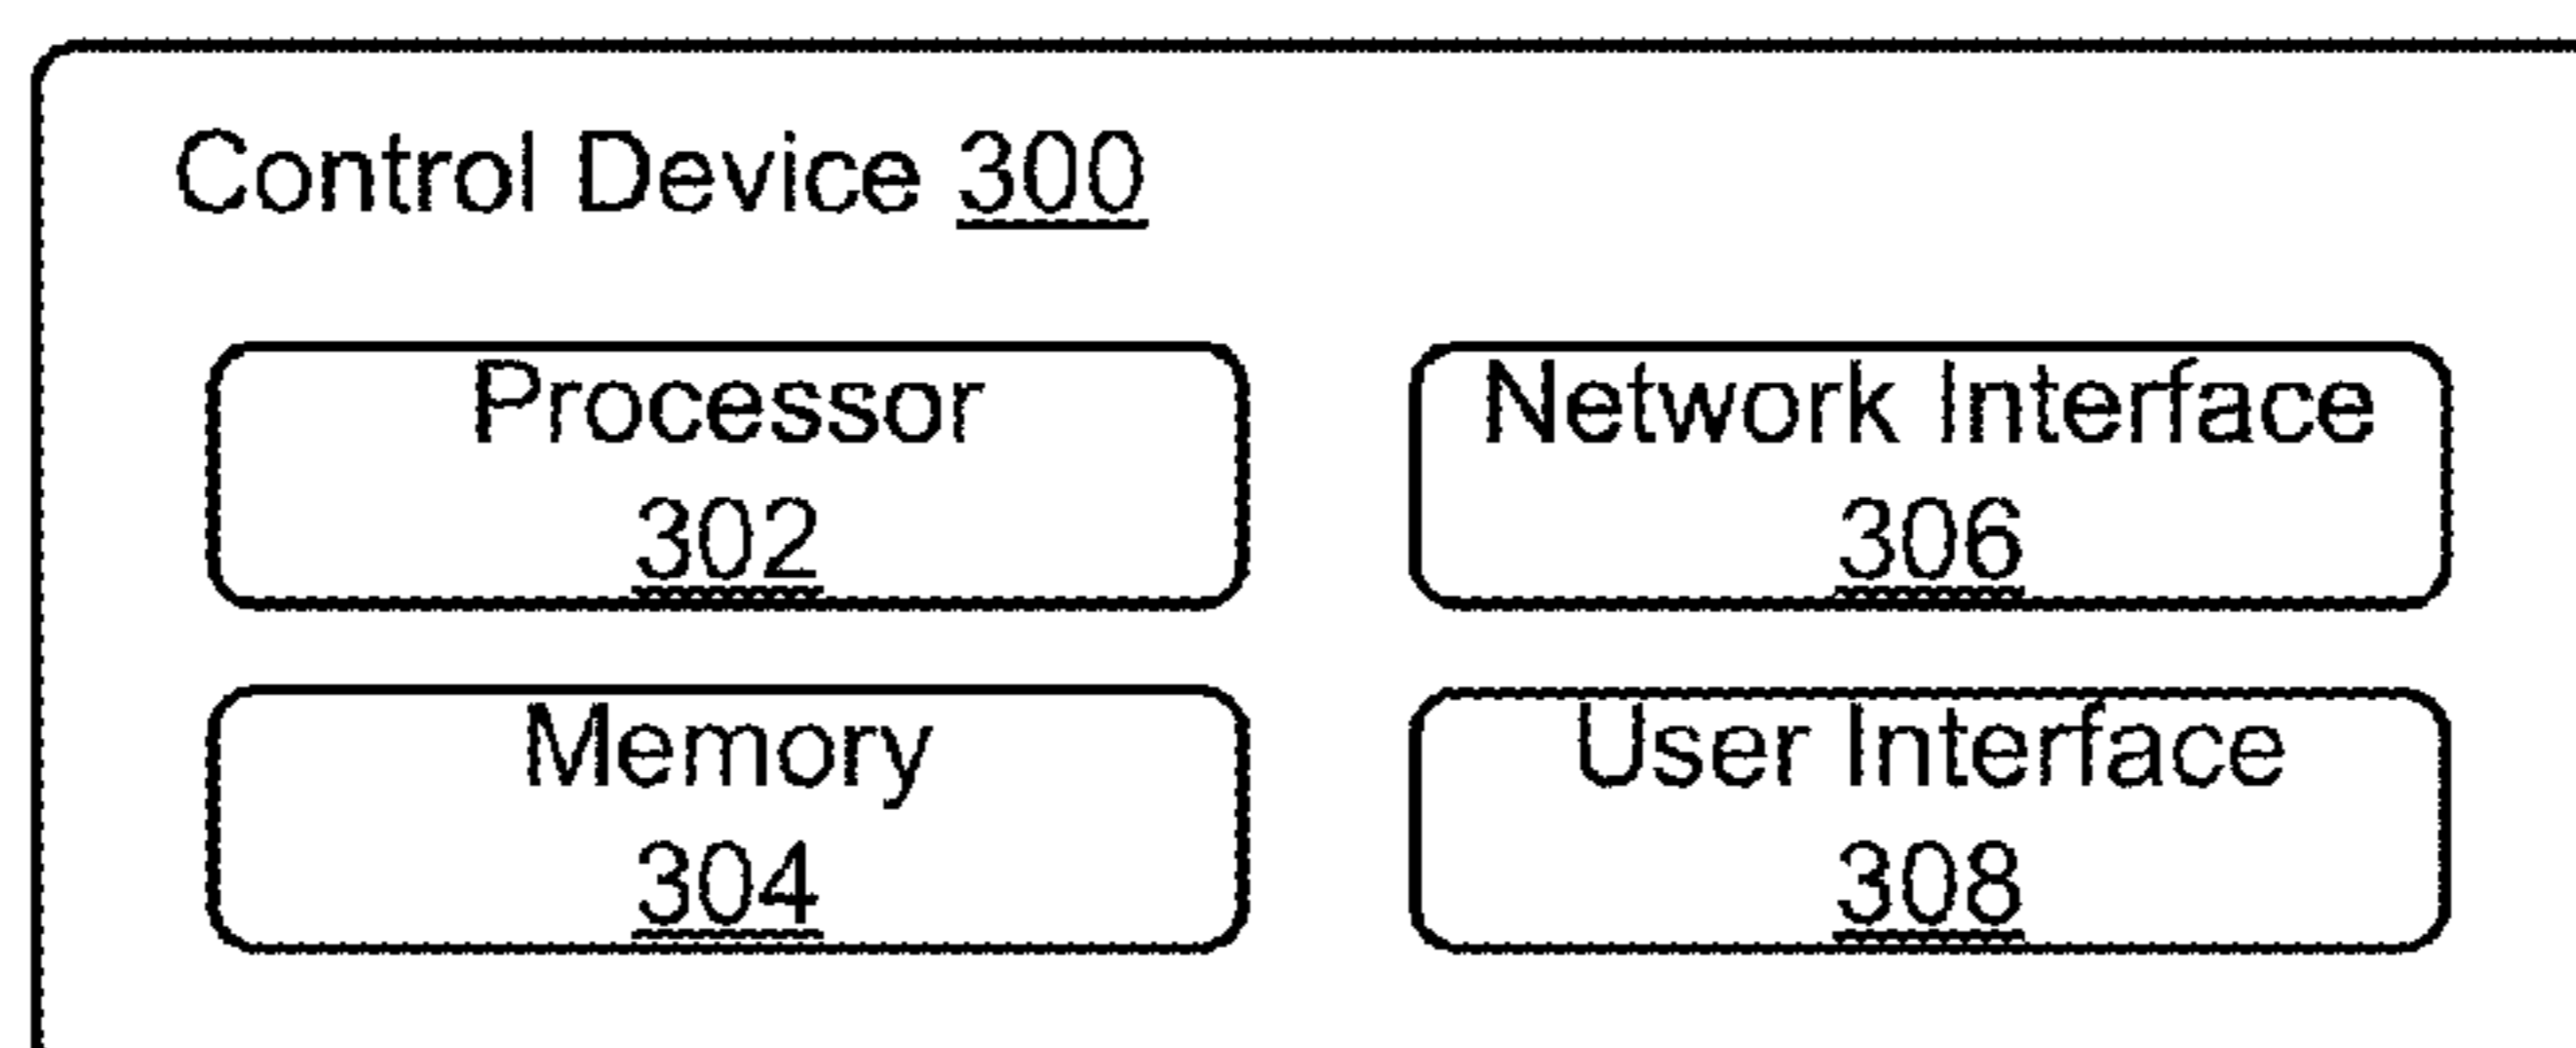 Control Device 300
Processor
302
Network Interface
306
Memory
304
User Interface
308